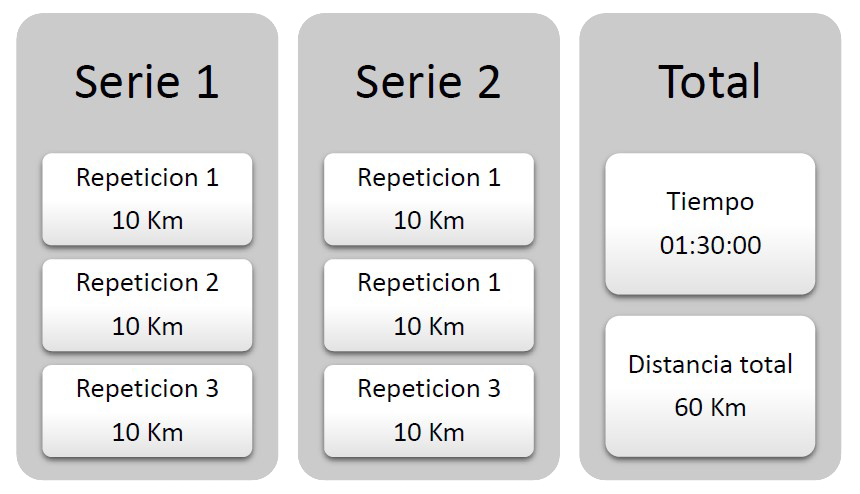 Serie 1
Repeticion 1
10 Km
Repeticion 2
10 Km
Repeticion 3
10 Km
Serie 2
Repeticion 1
10 Km
Repeticion 1
10 Km
Repeticion 3
10 Km
Total
Tiempo
01:30:00
Distancia total
60 Km